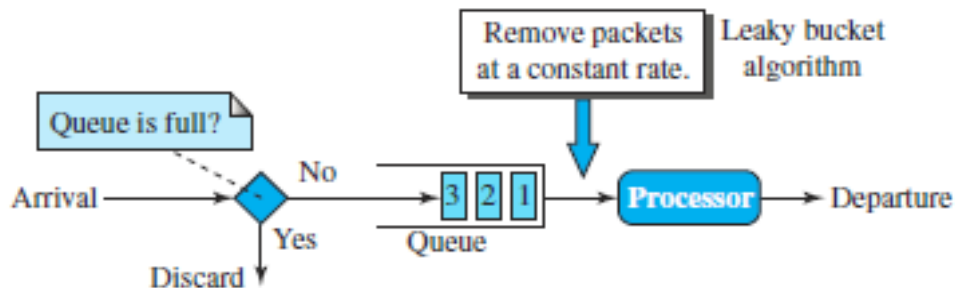 Remove packets
at a constant rate.
Leaky bucket
algorithm
Queue is full?
Arrival
No
Yes
Discard
3 2 1
Queue
Processor
Departure